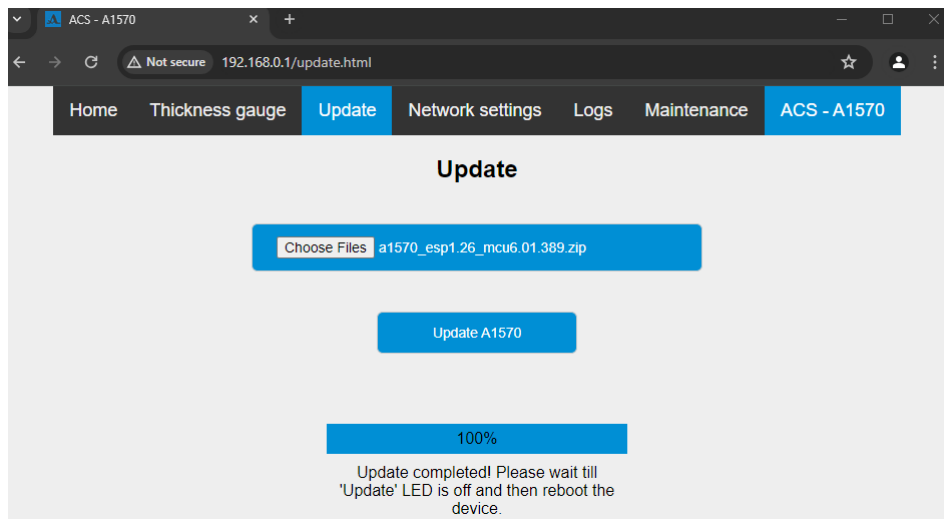 ACS - A1570
Not secure 192.168.0.1/update.html
Home Thickness gauge Update Network settings Logs Maintenance ACS - A1570
Update
Choose Files a1570_esp1.26_mcu6.01.389.zip
Update A1570
100%
Update completed! Please wait till
'Update' LED is off and then reboot the
device.